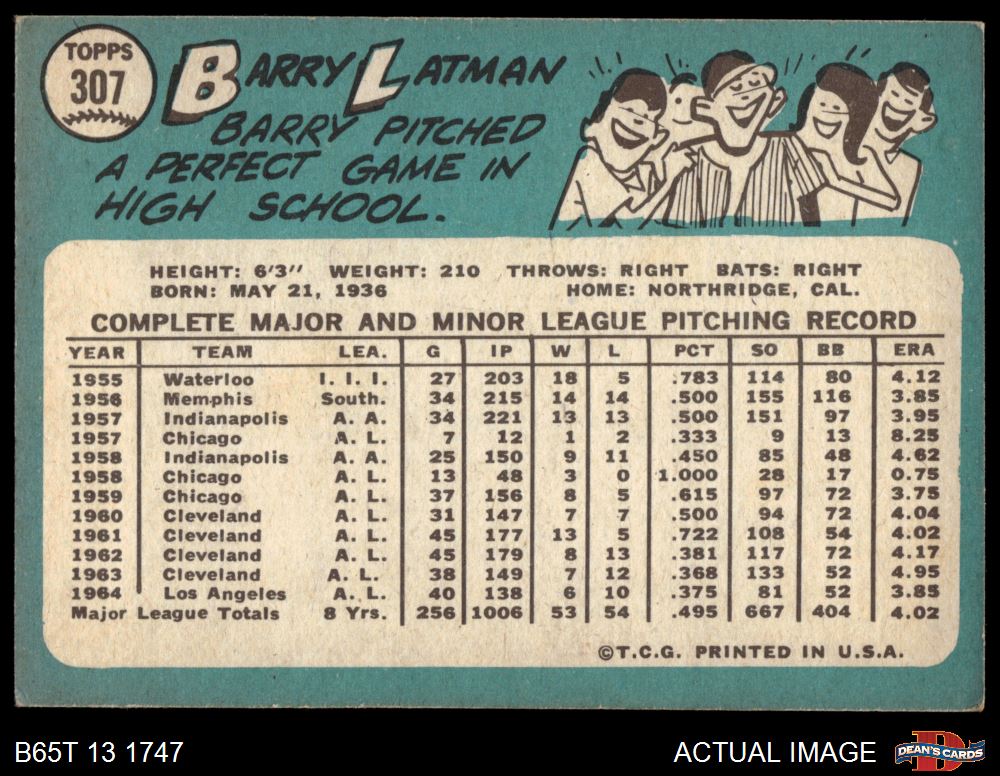 TOPPS
307
BARRY LATMAN
BARRY PITCHED
A PERFECT GAME IN
HIGH SCHOOL.
HEIGHT: 6'3" WEIGHT: 210 THROWS: RIGHT BATS: RIGHT
BORN: MAY 21, 1936 HOME: NORTHRIDGE, CAL.
COMPLETE MAJOR AND MINOR LEAGUE PITCHING RECORD
YEAR TEAM LEA. G IP W L PCT SO BB ERA
1955 Waterloo I. I. I. 27 203 18 5 .783 114 80 4.12
1956 Memphis South. 34 215 14 14 .500 155 116 3.85
1957 Indianapolis A. A. 34 221 13 13 .500 151 97 3.95
1957 Chicago A. L. 7 12 1 2 .333 9 13 8.25
1958 Indianapolis A. A. 25 150 9 11 .450 85 48 4.62
1958 Chicago A. L. 13 48 3 0 1.000 28 17 0.75
1959 Chicago A. L. 37 156 8 5 .615 97 72 3.75
1960 Cleveland A. L. 31 147 7 7 .500 94 72 4.04
1961 Cleveland A. L. 45 177 13 5 .722 108 54 4.02
1962 Cleveland A. L. 45 179 8 13 .381 117 72 4.17
1963 Cleveland A. L. 38 149 7 12 .368 133 52 4.95
1964 Los Angeles A. L. 40 138 6 10 .375 81 52 3.85
Major League Totals 8 Yrs. 256 1006 53 54 .495 667 404 4.02
©T.C.G. PRINTED IN U.S.A.
B65T 13 1747 ACTUAL IMAGE D DEAN'S CARDS